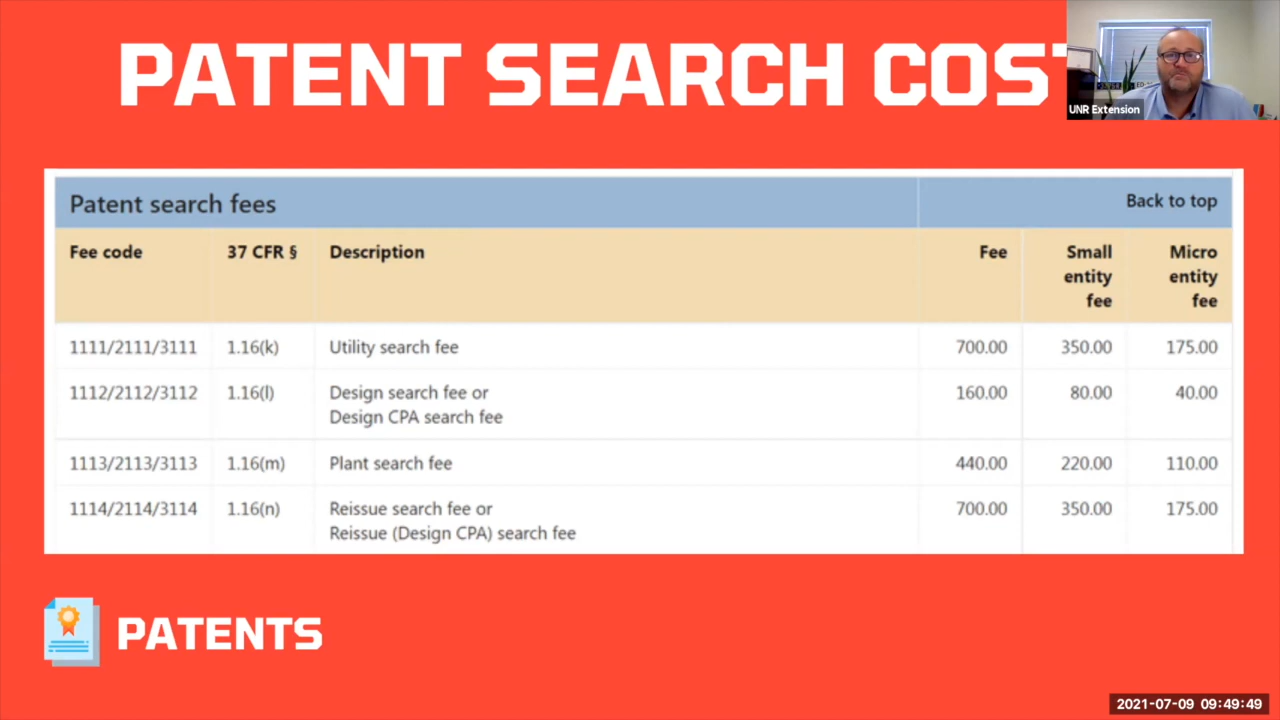 PATENT SEARCH COST
UNR Extension
Patent search fees Back to top
Fee code 37 CFR § Description Fee Small entity fee Micro entity fee
1111/2111/3111 1.16(k) Utility search fee 700.00 350.00 175.00
1112/2112/3112 1.16(l) Design search fee or 160.00 80.00 40.00
Design CPA search fee
1113/2113/3113 1.16(m) Plant search fee 440.00 220.00 110.00
1114/2114/3114 1.16(n) Reissue search fee or 700.00 350.00 175.00
Reissue (Design CPA) search fee
PATENTS
2021-07-09 09:49:49